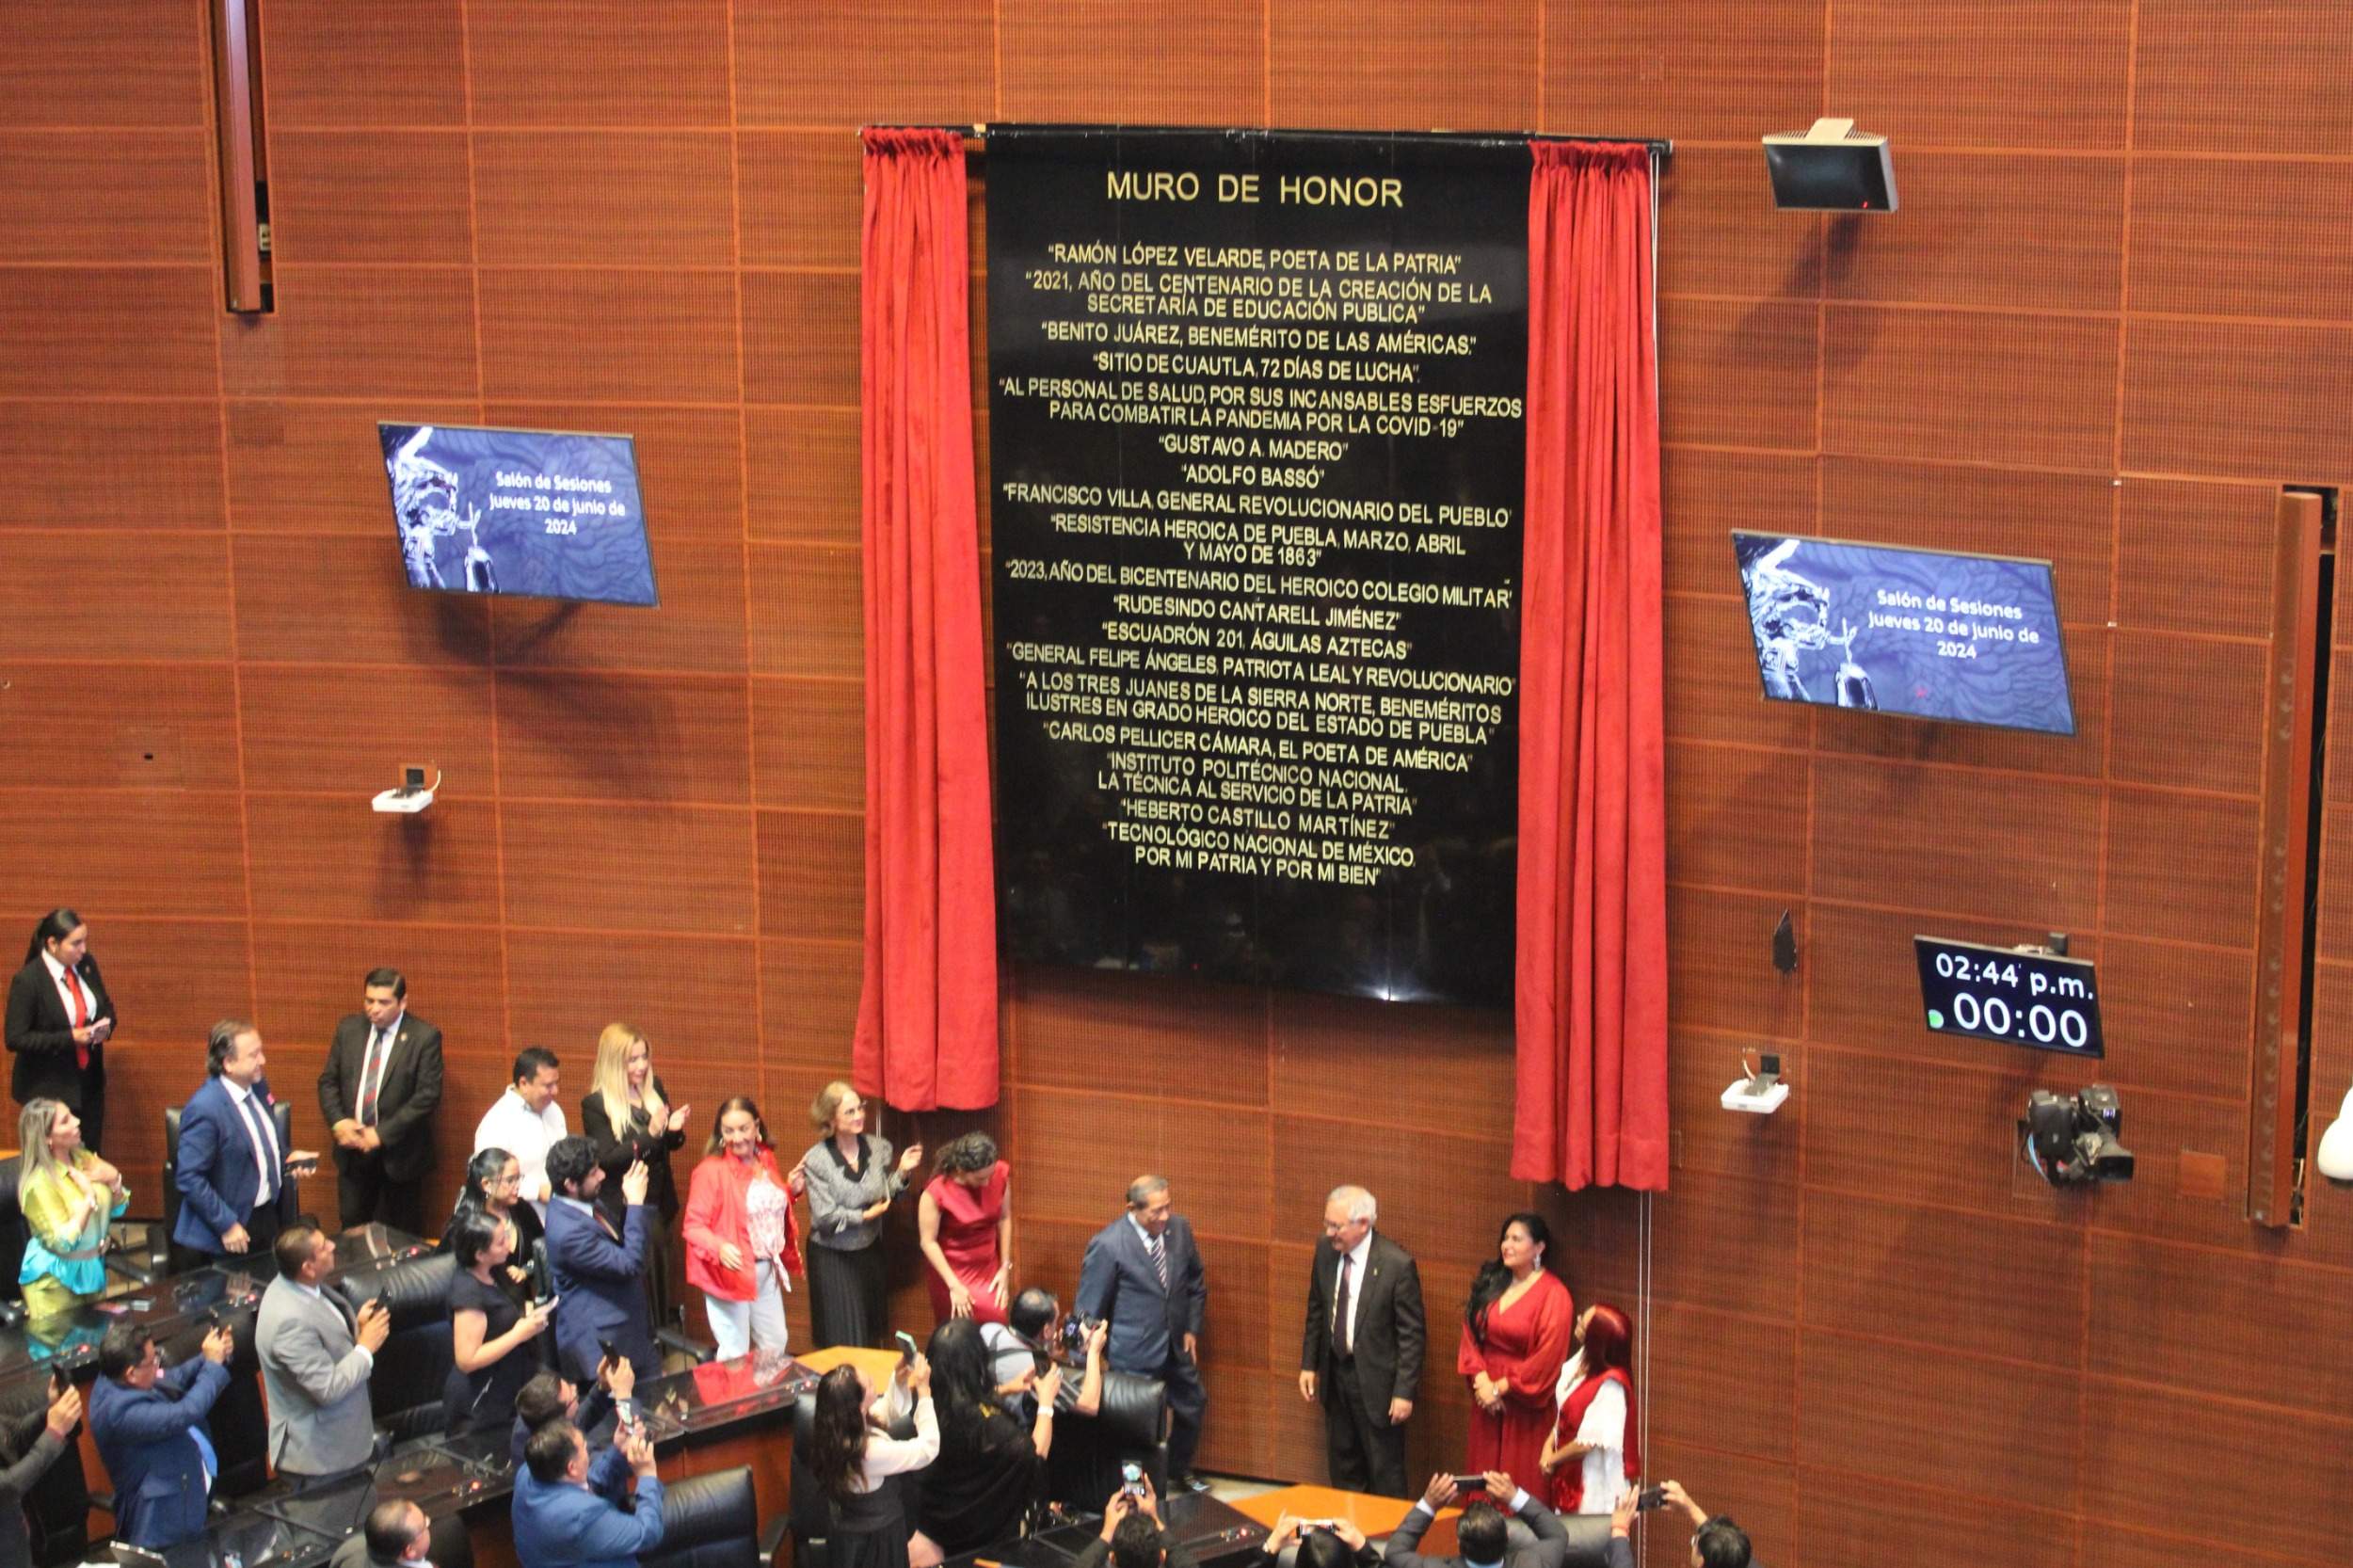 MURO DE HONOR
“RAMÓN LÓPEZ VELARDE, POETA DE LA PATRIA”
“2021, AÑO DEL CENTENARIO DE LA CREACIÓN DE LA
SECRETARÍA DE EDUCACIÓN PUBLICA”
“BENITO JUÁREZ, BENEMÉRITO DE LAS AMÉRICAS.”
“SITIO DE CUAUTLA, 72 DÍAS DE LUCHA”.
“AL PERSONAL DE SALUD, POR SUS INCANSABLES ESFUERZOS
PARA COMBATIR LA PANDEMIA POR LA COVID-19”
“GUSTAVO A. MADERO”
“ADOLFO BASSÓ”
“FRANCISCO VILLA, GENERAL REVOLUCIONARIO DEL PUEBLO’
“RESISTENCIA HEROICA DE PUEBLA, MARZO, ABRIL
Y MAYO DE 1863”
“2023, AÑO DEL BICENTENARIO DEL HEROICO COLEGIO MILITAR’
“RUDESINDO CANTARELL JIMÉNEZ”
“ESCUADRÓN 201, ÁGUILAS AZTECAS”
“GENERAL FELIPE ÁNGELES, PATRIOTA LEAL Y REVOLUCIONARIO”
“A LOS TRES JUANES DE LA SIERRA NORTE, BENEMÉRITOS
ILUSTRES EN GRADO HEROICO DEL ESTADO DE PUEBLA”
“CARLOS PELLICER CÁMARA, EL POETA DE AMÉRICA”
“INSTITUTO POLITÉCNICO NACIONAL,
LA TÉCNICA AL SERVICIO DE LA PATRIA”
“HEBERTO CASTILLO MARTÍNEZ”
“TECNOLÓGICO NACIONAL DE MÉXICO,
POR MI PATRIA Y POR MI BIEN”
Salón de Sesiones
Jueves 20 de junio de
2024
Salón de Sesiones
Jueves 20 de junio de
2024
02:44 p.m.
00:00